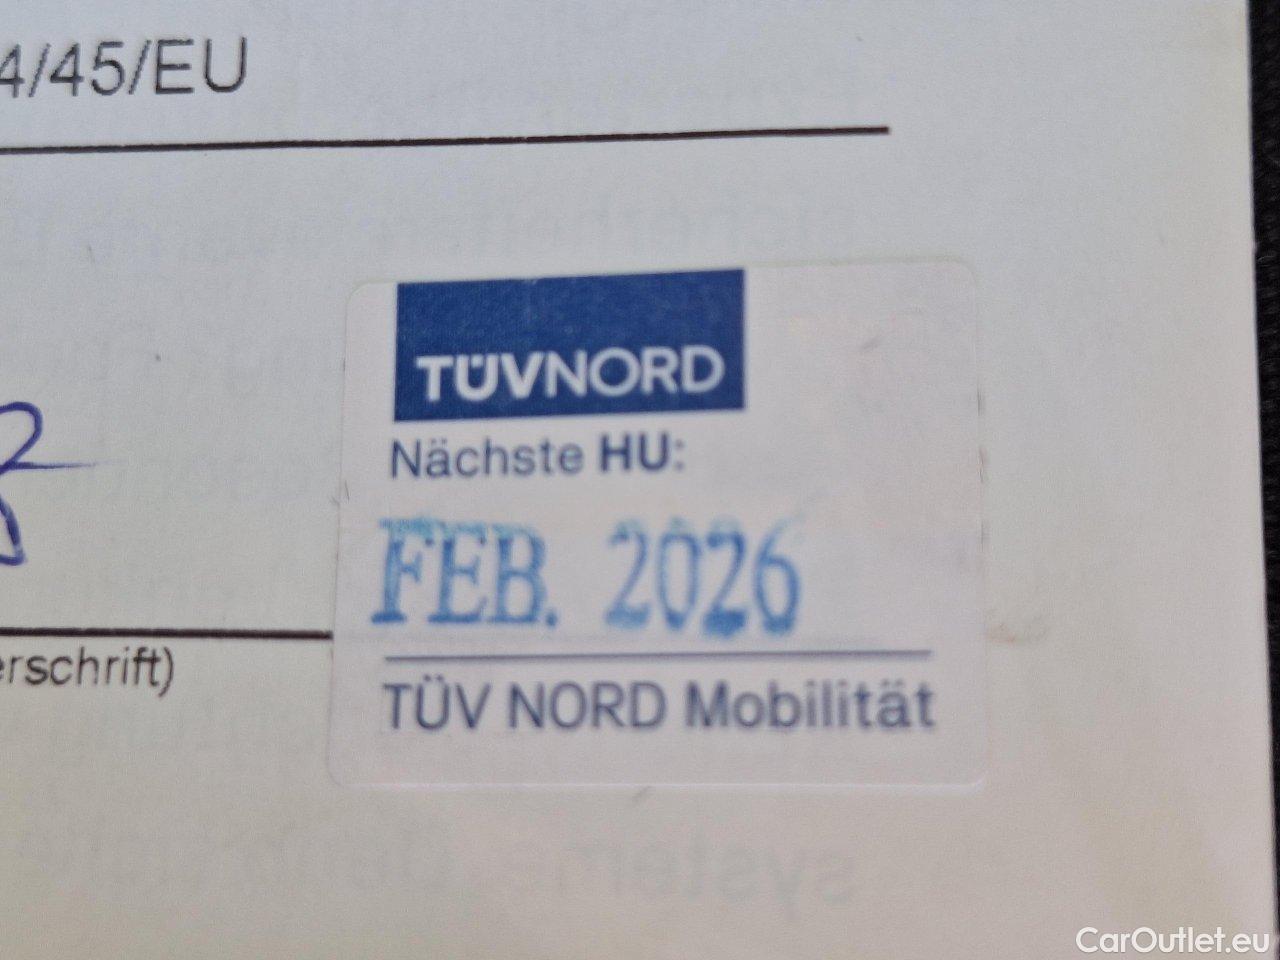 4/45/EU
TÜVNORD
Nächste HU:
FEB. 2026
erschrift)
TÜV NORD Mobilität
CarOutlet.eu